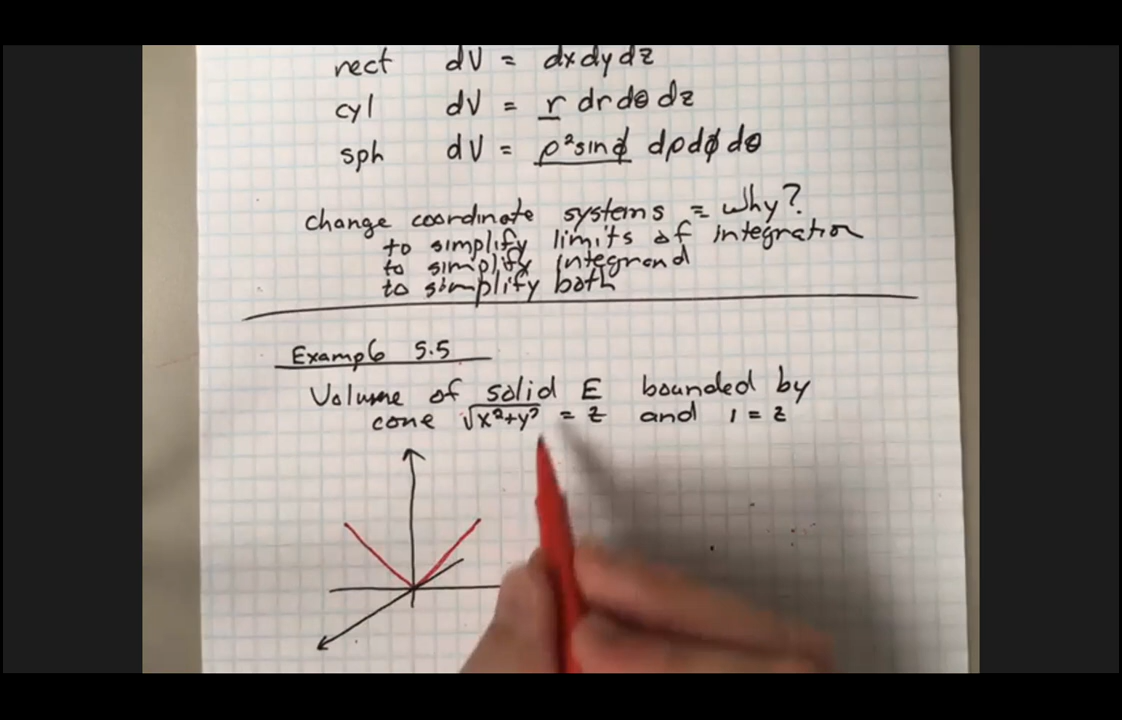 rect dV = dx dy dz
cyl dV = r dr dθ dz
sph dV = ρ²sinϕ dρ dϕ dθ
change coordinate systems = why?
to simplify limits of integration
to simplify integrand
to simplify both
Example 5.5
Volume of solid E bounded by
cone √x²+y² = z and 1 = z